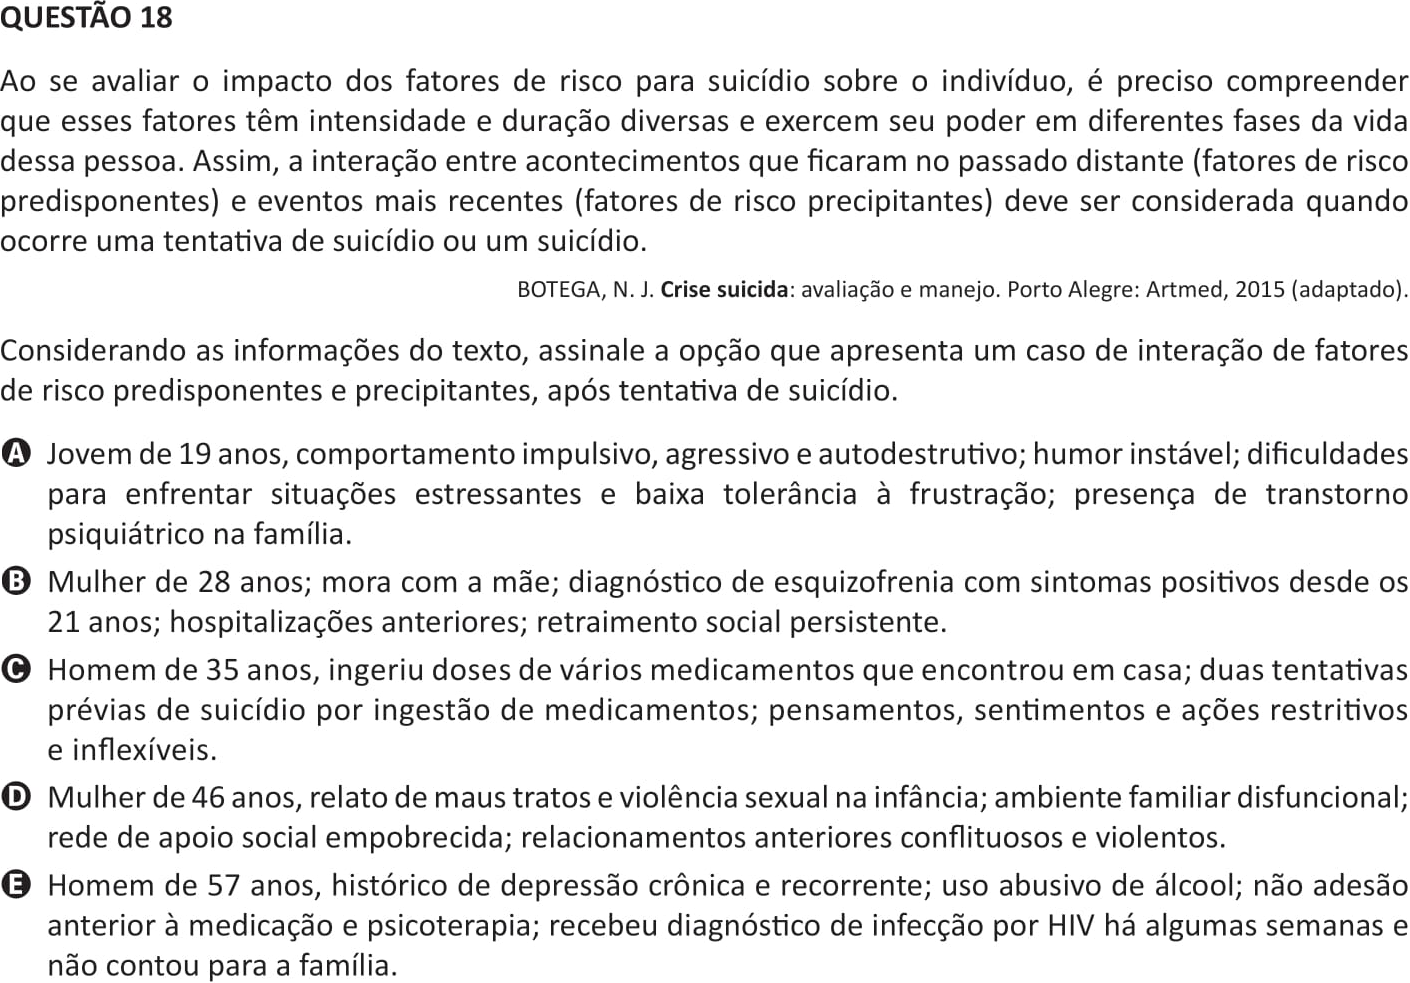 QUESTÃO 18
Ao se avaliar o impacto dos fatores de risco para suicídio sobre o indivíduo, é preciso compreender
que esses fatores têm intensidade e duração diversas e exercem seu poder em diferentes fases da vida
dessa pessoa. Assim, a interação entre acontecimentos que ficaram no passado distante (fatores de risco
predisponentes) e eventos mais recentes (fatores de risco precipitantes) deve ser considerada quando
ocorre uma tentativa de suicídio ou um suicídio.
BOTEGA, N. J. Crise suicida: avaliação e manejo. Porto Alegre: Artmed, 2015 (adaptado).
Considerando as informações do texto, assinale a opção que apresenta um caso de interação de fatores
de risco predisponentes e precipitantes, após tentativa de suicídio.
A Jovem de 19 anos, comportamento impulsivo, agressivo e autodestrutivo; humor instável; dificuldades
para enfrentar situações estressantes e baixa tolerância à frustração; presença de transtorno
psiquiátrico na família.
B Mulher de 28 anos; mora com a mãe; diagnóstico de esquizofrenia com sintomas positivos desde os
21 anos; hospitalizações anteriores; retraimento social persistente.
C Homem de 35 anos, ingeriu doses de vários medicamentos que encontrou em casa; duas tentativas
prévias de suicídio por ingestão de medicamentos; pensamentos, sentimentos e ações restritivos
e inflexíveis.
D Mulher de 46 anos, relato de maus tratos e violência sexual na infância; ambiente familiar disfuncional;
rede de apoio social empobrecida; relacionamentos anteriores conflituosos e violentos.
E Homem de 57 anos, histórico de depressão crônica e recorrente; uso abusivo de álcool; não adesão
anterior à medicação e psicoterapia; recebeu diagnóstico de infecção por HIV há algumas semanas e
não contou para a família.